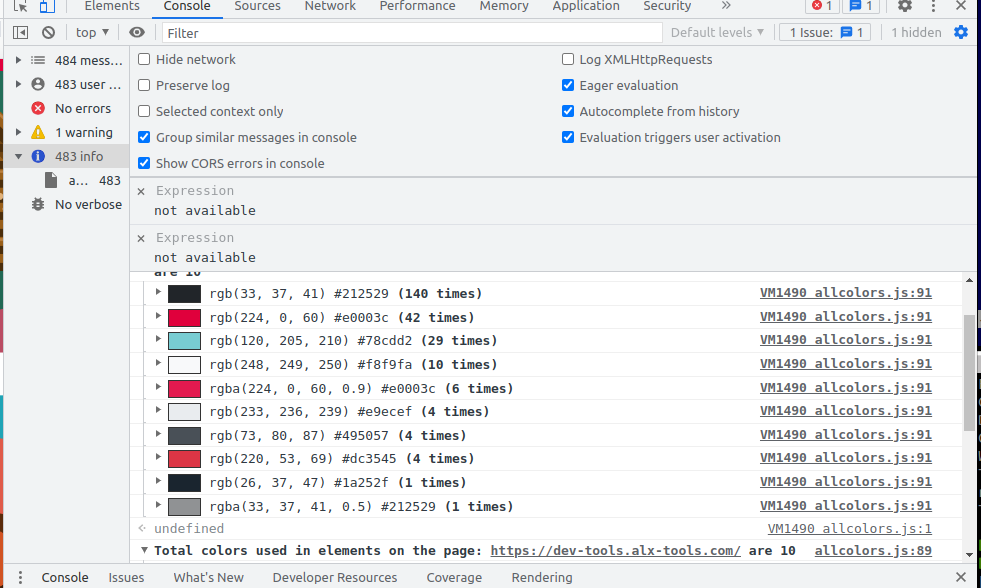 Elements Console Sources Network Performance Memory Application Security » 1 1
top ▼ Filter Default levels ▼ 1 Issue: 1 1 hidden
484 mess…
483 user …
No errors
1 warning
483 info
a… 483
No verbose
Hide network Log XMLHttpRequests
Preserve log Eager evaluation
Selected context only Autocomplete from history
Group similar messages in console Evaluation triggers user activation
Show CORS errors in console
Expression
not available
Expression
not available
are 10
rgb(33, 37, 41) #212529 (140 times) VM1490 allcolors.js:91
rgb(224, 0, 60) #e0003c (42 times) VM1490 allcolors.js:91
rgb(120, 205, 210) #78cdd2 (29 times) VM1490 allcolors.js:91
rgb(248, 249, 250) #f8f9fa (10 times) VM1490 allcolors.js:91
rgba(224, 0, 60, 0.9) #e0003c (6 times) VM1490 allcolors.js:91
rgb(233, 236, 239) #e9ecef (4 times) VM1490 allcolors.js:91
rgb(73, 80, 87) #495057 (4 times) VM1490 allcolors.js:91
rgb(220, 53, 69) #dc3545 (4 times) VM1490 allcolors.js:91
rgb(26, 37, 47) #1a252f (1 times) VM1490 allcolors.js:91
rgba(33, 37, 41, 0.5) #212529 (1 times) VM1490 allcolors.js:91
undefined VM1490 allcolors.js:1
Total colors used in elements on the page: https://dev-tools.alx-tools.com/ are 10 allcolors.js:89
Console Issues What's New Developer Resources Coverage Rendering